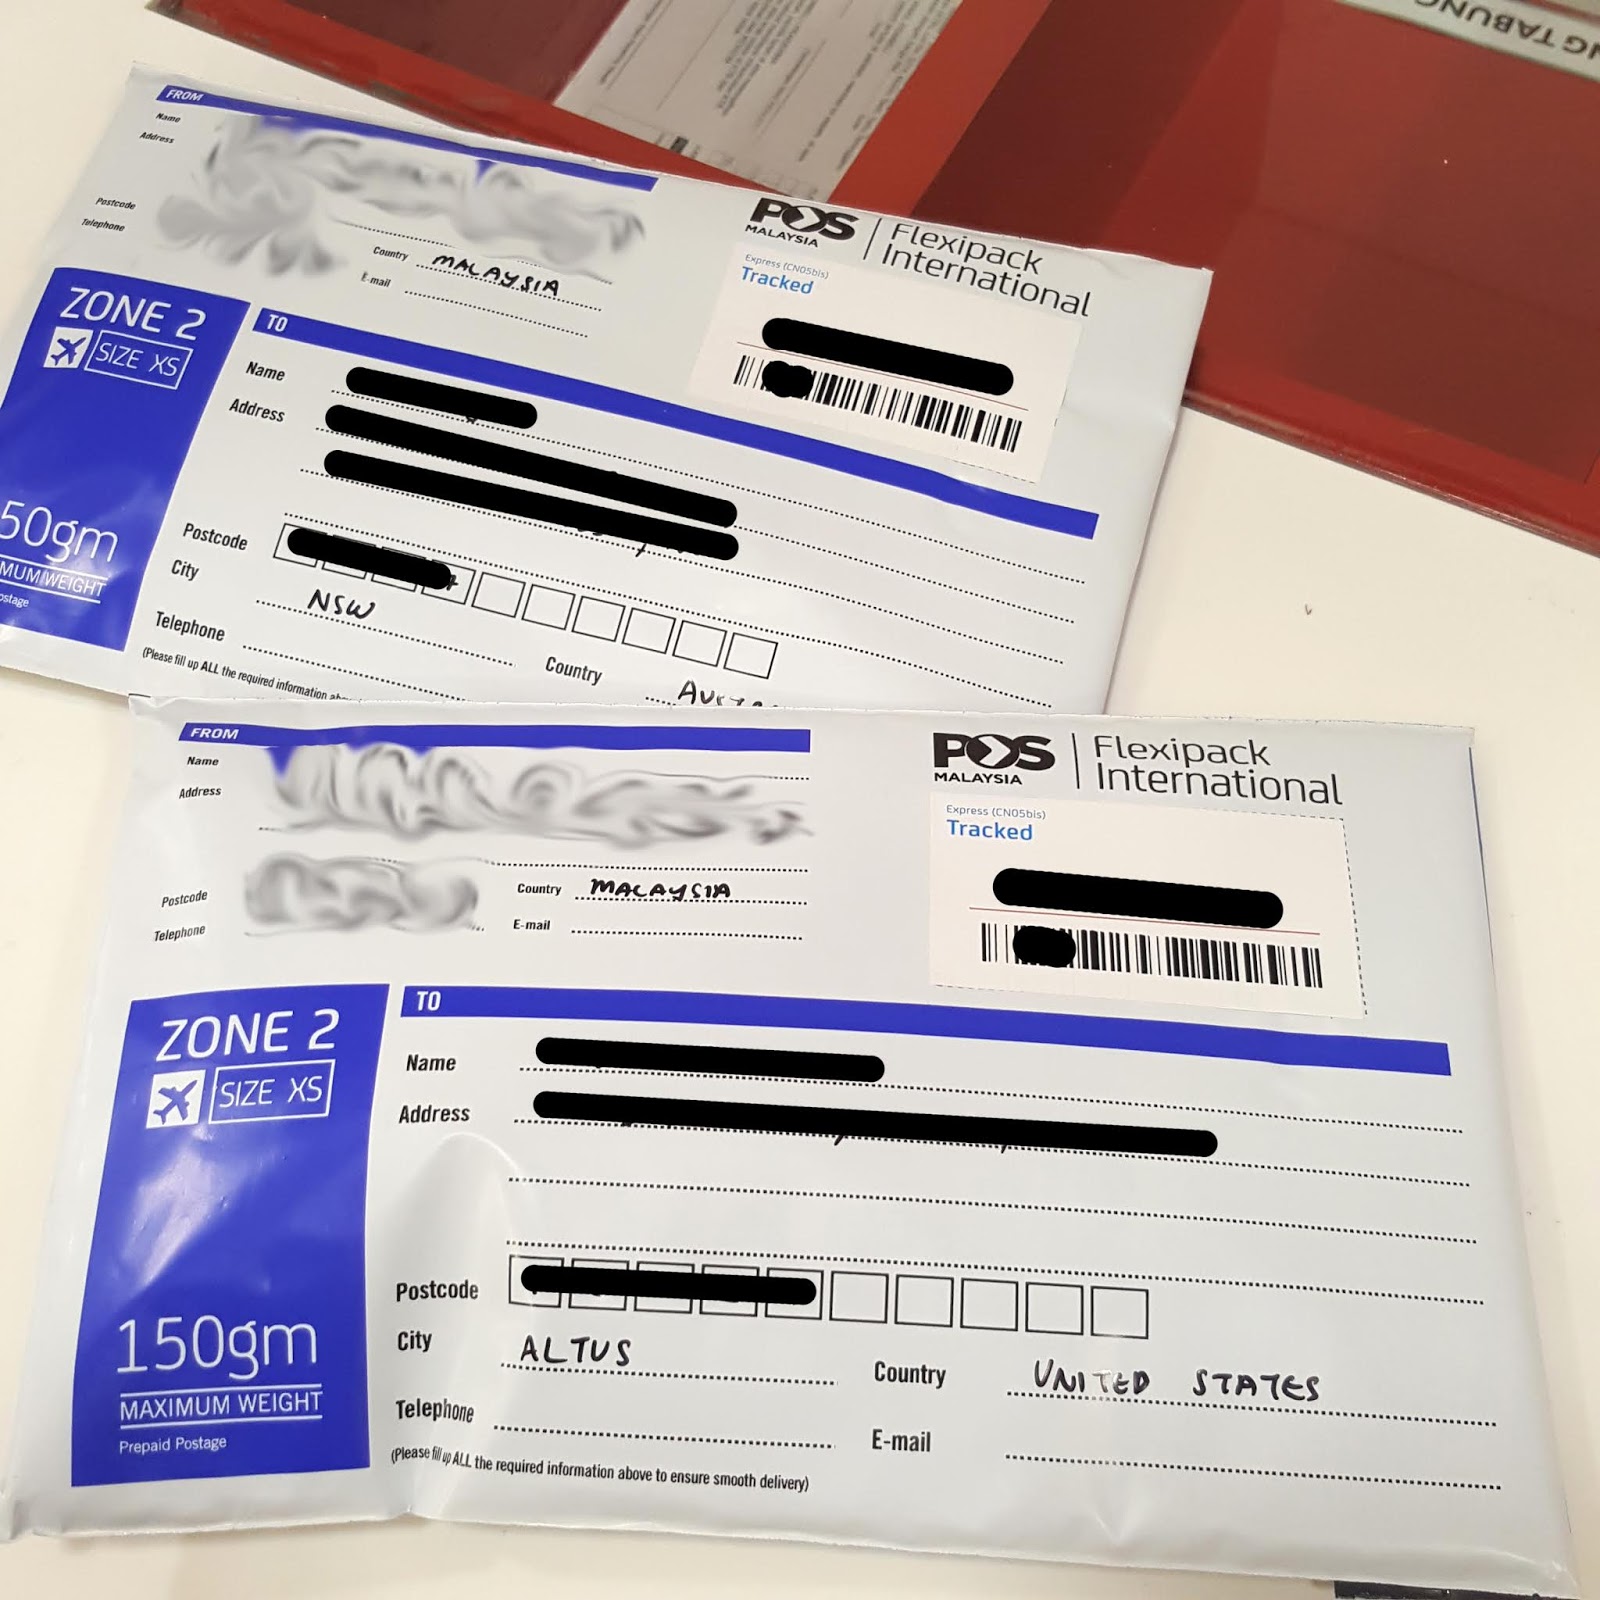 NG TABUNG
FROM
Name
Address
Postcode
Telephone
Country MALAYSIA
E-mail
POS
MALAYSIA
Flexipack
International
Express (CN05bis)
Tracked
ZONE 2
SIZE XS
50gm
MUM WEIGHT
ostage
TO
Name
Address
Postcode
City NSW
Telephone
Country
(Please fill up ALL the required information
FROM
Name
Address
Postcode
Telephone
Country MALAYSIA
E-mail
POS
MALAYSIA
Flexipack
International
Express (CN05bis)
Tracked
ZONE 2
SIZE XS
150gm
MAXIMUM WEIGHT
Prepaid Postage
TO
Name
Address
Postcode
City ALTUS
Country UNITED STATES
Telephone
E-mail
(Please fill up ALL the required information above to ensure smooth delivery)